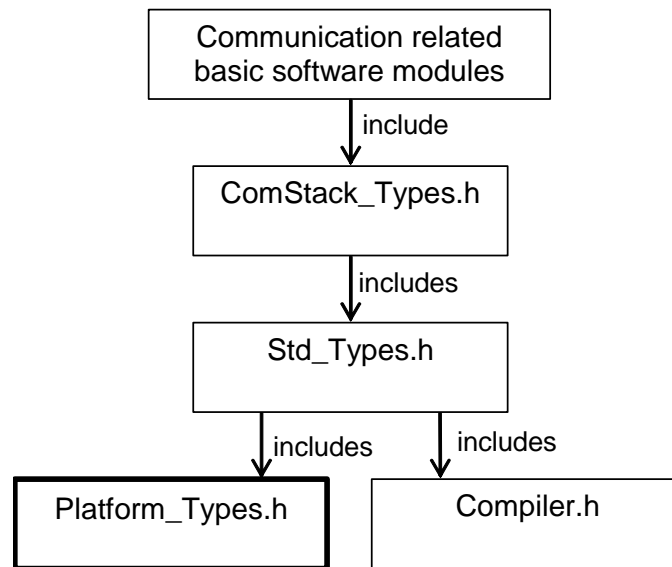 Communication related
basic software modules
include
ComStack_Types.h
includes
Std_Types.h
includes
includes
Platform_Types.h
Compiler.h